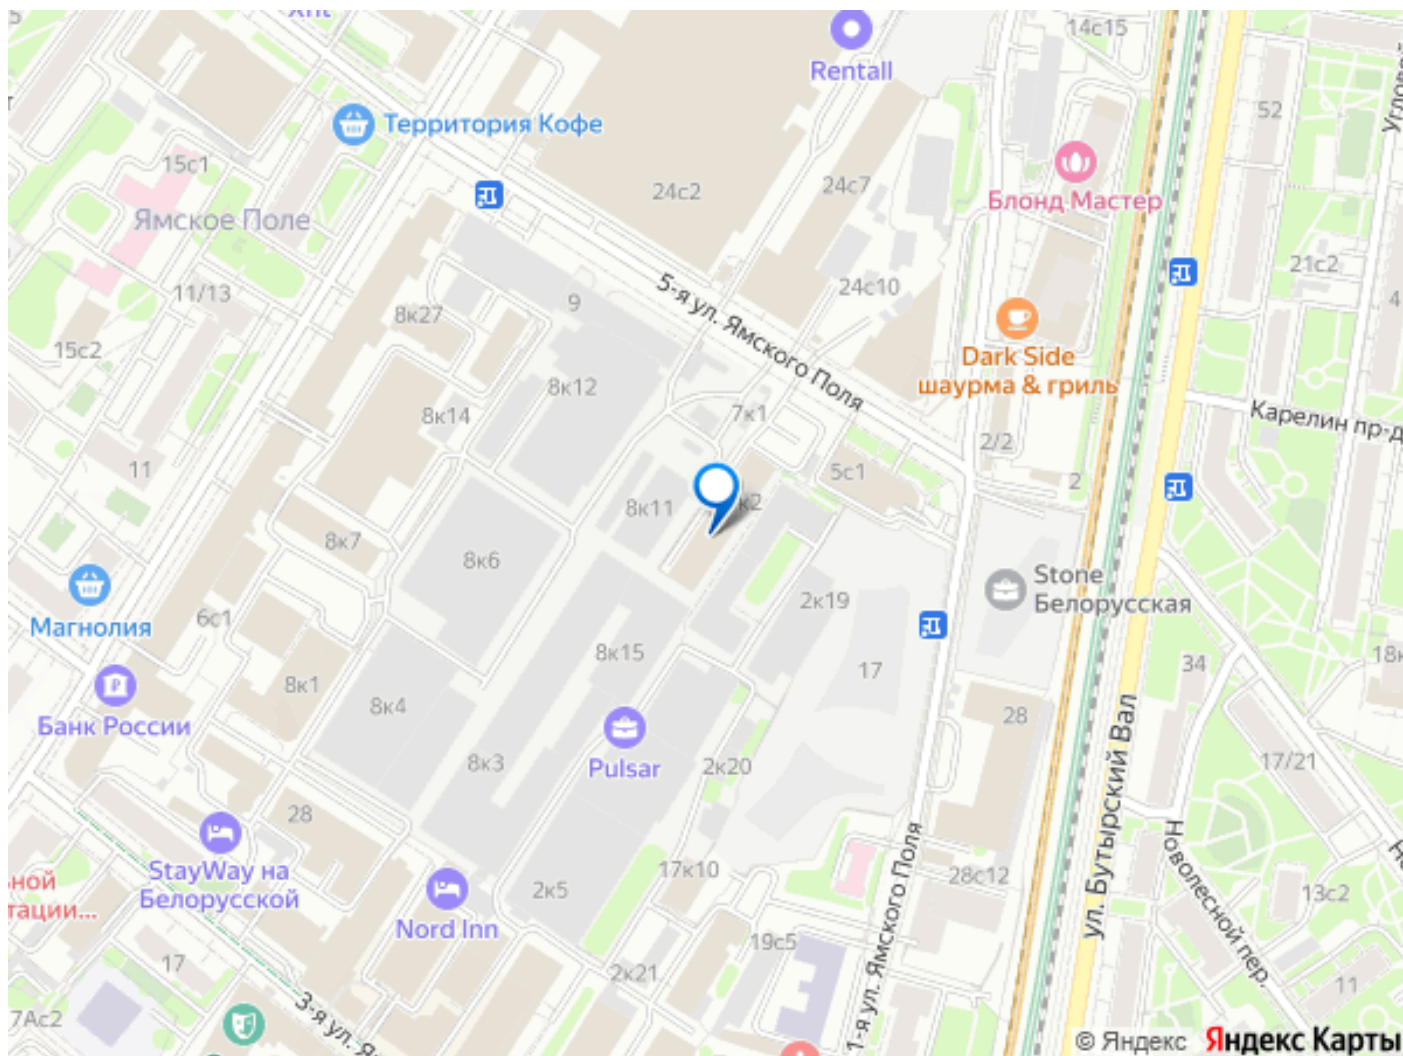 14с15
Rentall
52
Территория Кофе
15с1
24с2
24с7
Блонд Мастер
Ямское Поле
21с2
11/13
9
24с10
8к27
5-я ул. Ямского Поля
15с2
Dark Side
шаурма & гриль
8к12
8к14
7к1
Карелин пр-д
2/2
11
5с1
2
8к11
к2
8к7
8к6
Stone
Белорусская
2к19
6с1
Магнолия
8к15
17
34
18к
8к1
8к4
28
Банк России
8к3
Pulsar
2к20
17/21
ул. Бутырский Вал
28
StayWay на
Белорусской
17к10
28с12
Новолесной пер.
13с2
2к5
Nord Inn
19с5
1-я ул. Ямского Поля
17
2к21
11
7Ас2
3-я ул.
© Яндекс Яндекс Карты